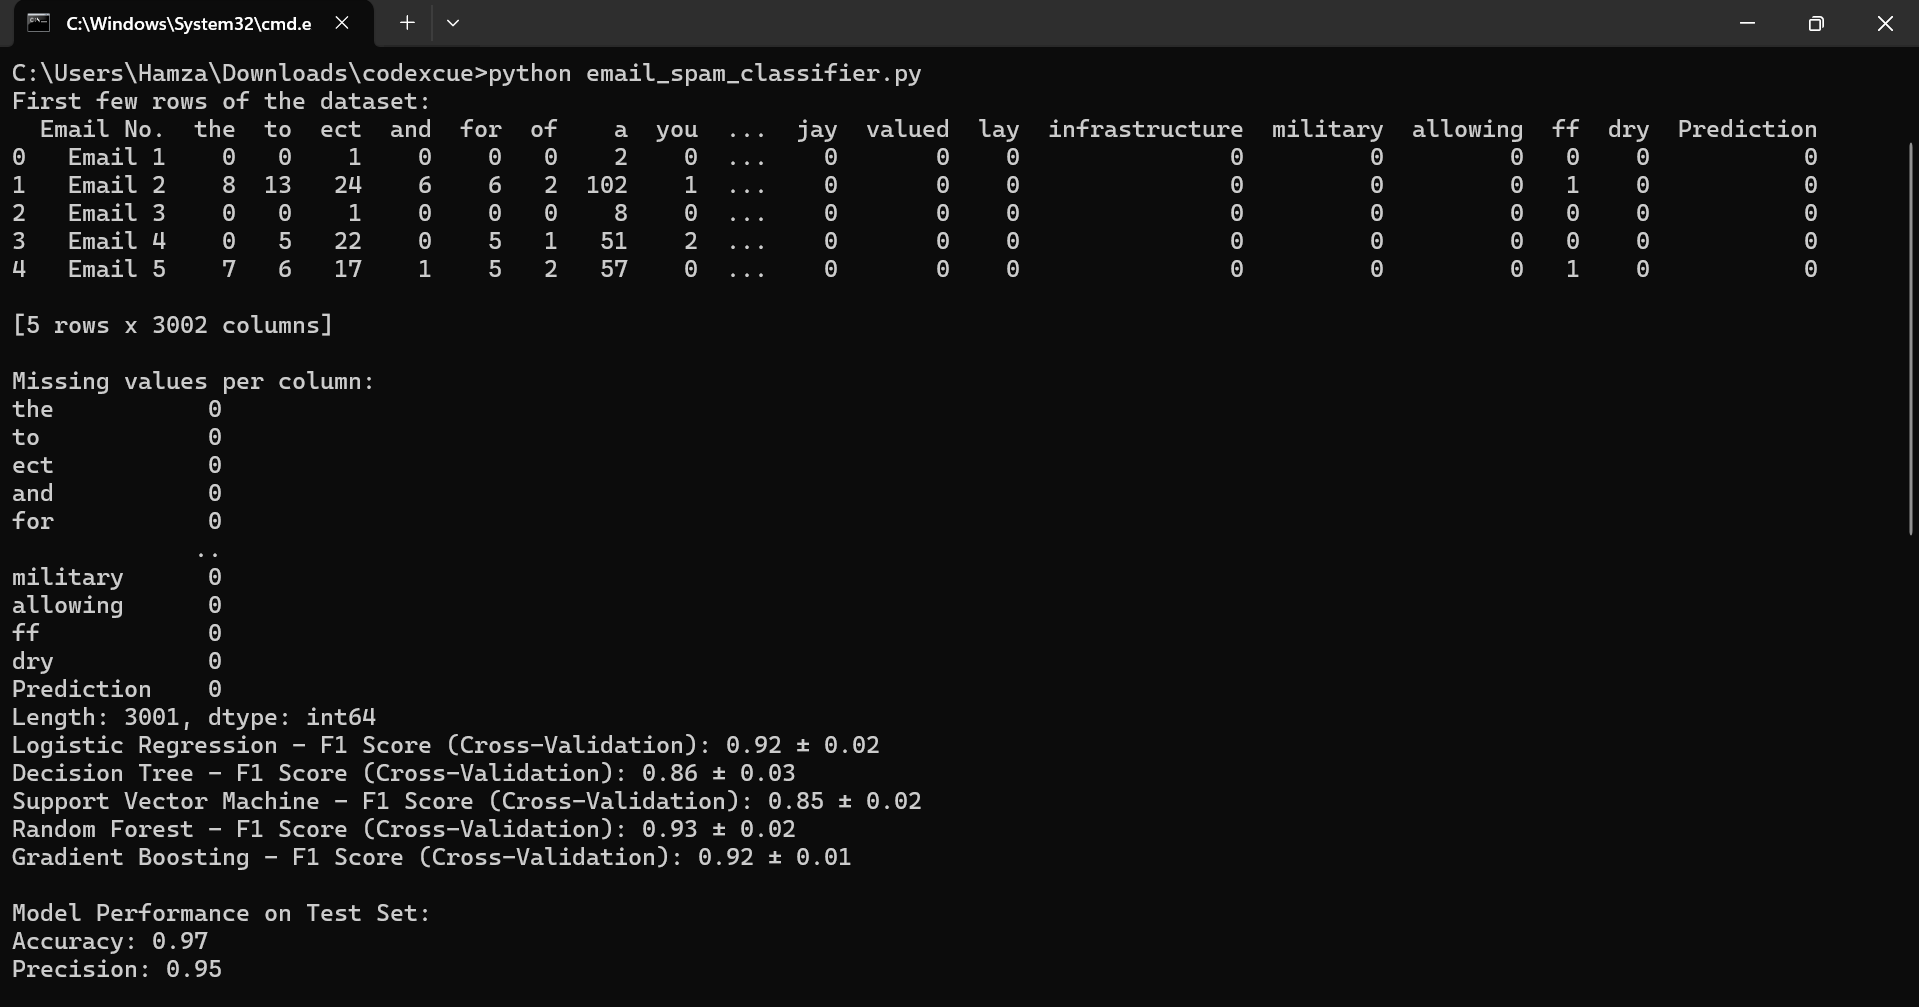 C:\Windows\System32\cmd.e
C:\Users\Hamza\Downloads\codexcue>python email_spam_classifier.py
First few rows of the dataset:
  Email No.  the  to  ect  and  for  of    a  you  ...  jay  valued  lay  infrastructure  military  allowing  ff  dry  Prediction
0   Email 1    0   0    1    0    0   0    2    0  ...    0       0    0               0         0         0   0    0           0
1   Email 2    8  13   24    6    6   2  102    1  ...    0       0    0               0         0         0   1    0           0
2   Email 3    0   0    1    0    0   0    8    0  ...    0       0    0               0         0         0   0    0           0
3   Email 4    0   5   22    0    5   1   51    2  ...    0       0    0               0         0         0   0    0           0
4   Email 5    7   6   17    1    5   2   57    0  ...    0       0    0               0         0         0   1    0           0
[5 rows x 3002 columns]
Missing values per column:
the           0
to            0
ect           0
and           0
for           0
             ..
military      0
allowing      0
ff            0
dry           0
Prediction    0
Length: 3001, dtype: int64
Logistic Regression - F1 Score (Cross-Validation): 0.92 ± 0.02
Decision Tree - F1 Score (Cross-Validation): 0.86 ± 0.03
Support Vector Machine - F1 Score (Cross-Validation): 0.85 ± 0.02
Random Forest - F1 Score (Cross-Validation): 0.93 ± 0.02
Gradient Boosting - F1 Score (Cross-Validation): 0.92 ± 0.01
Model Performance on Test Set:
Accuracy: 0.97
Precision: 0.95